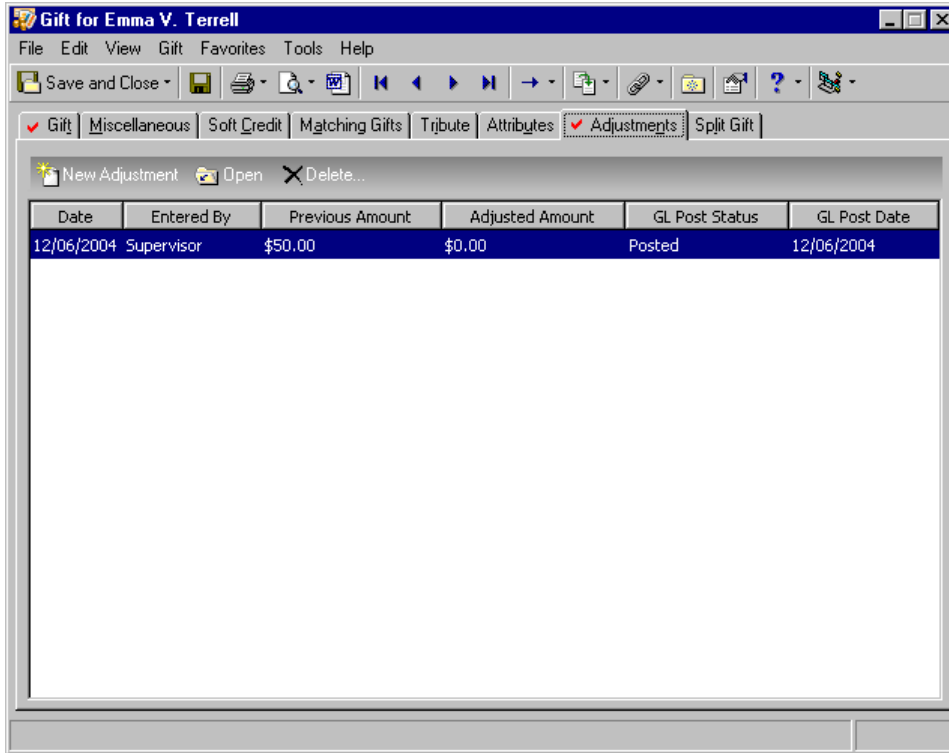 Gift for Emma V. Terrell
File Edit View Gift Favorites Tools Help
Save and Close
Gift Miscellaneous Soft Credit Matching Gifts Tribute Attributes Adjustments Split Gift
New Adjustment Open Delete...
Date Entered By Previous Amount Adjusted Amount GL Post Status GL Post Date
12/06/2004 Supervisor $50.00 $0.00 Posted 12/06/2004